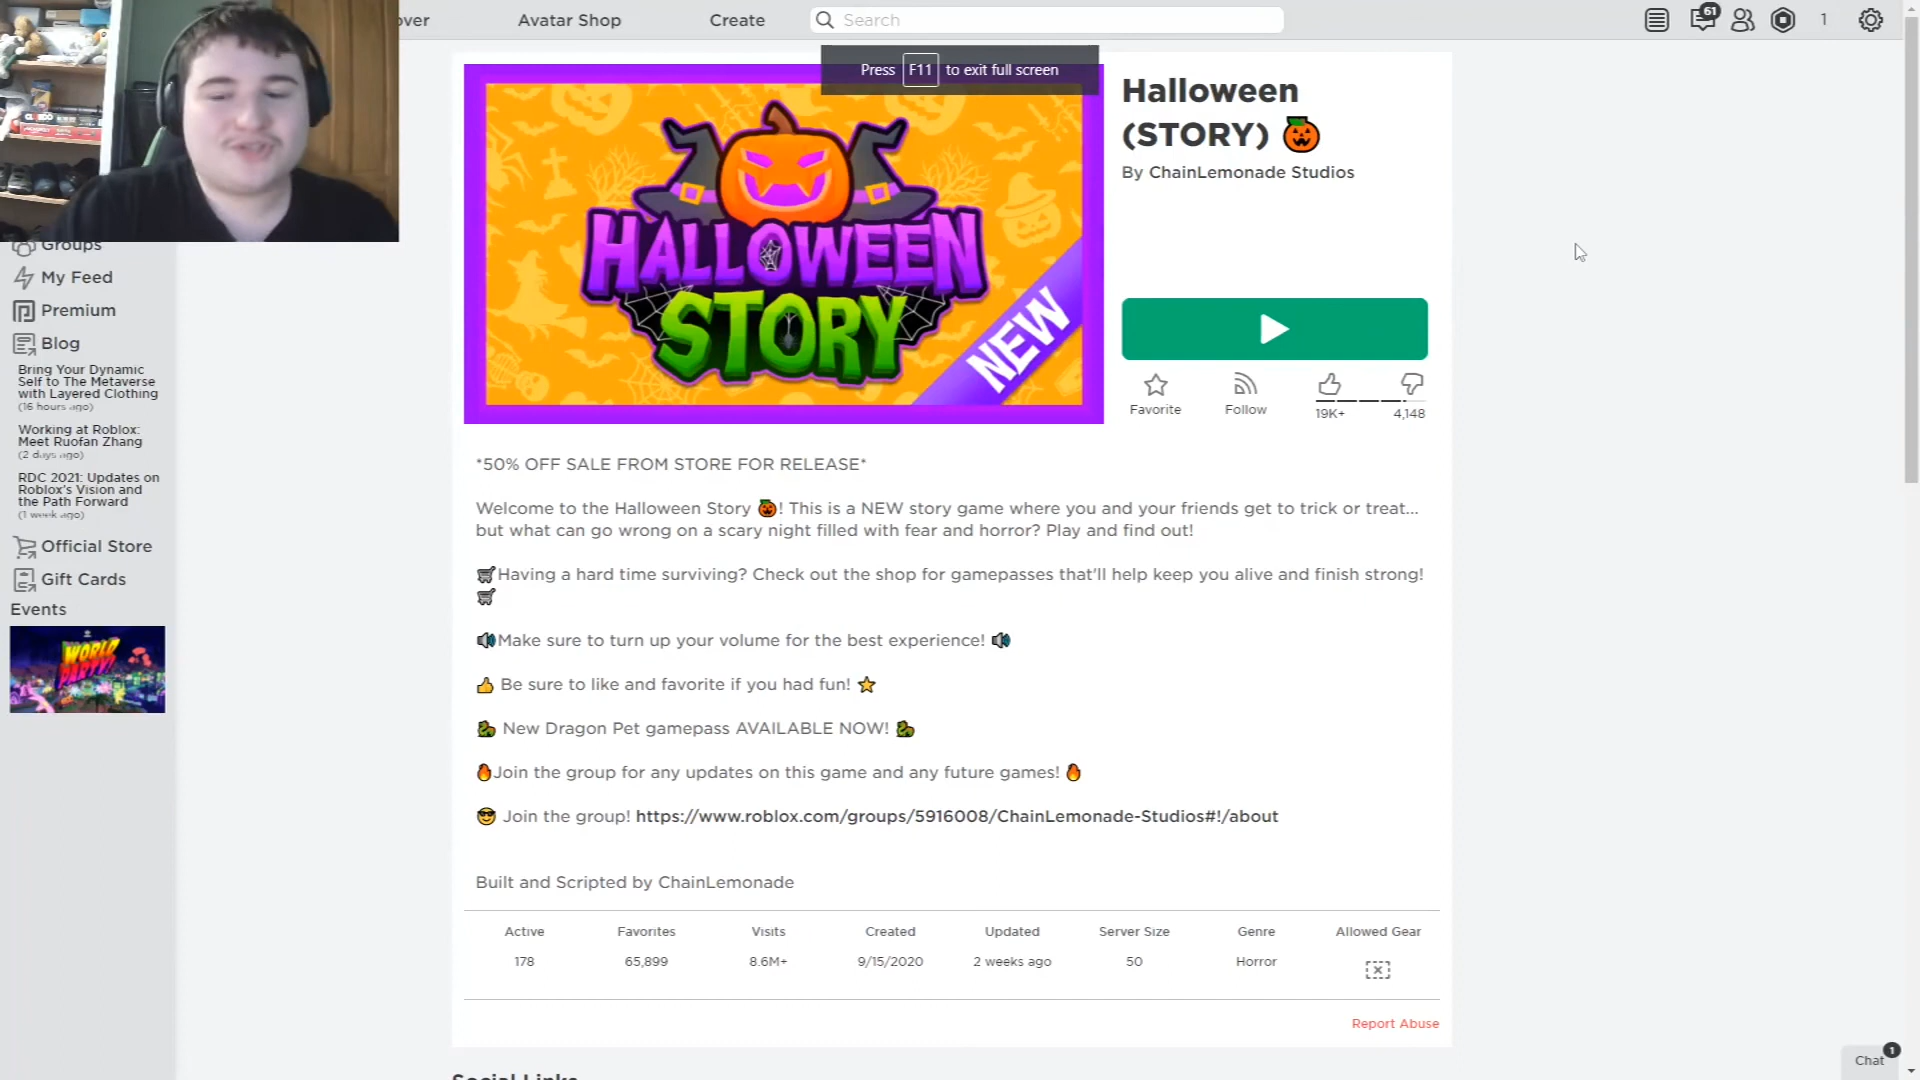 over
Avatar Shop
Create
Search
61
1
Press F11 to exit full screen
CLUEDO
HALLOWEEN
STORY
NEW
Halloween
(STORY)
By ChainLemonade Studios
Favorite
Follow
19K+
4,148
Groups
My Feed
Premium
Blog
Bring Your Dynamic
Self to The Metaverse
with Layered Clothing
(16 hours ago)
Working at Roblox:
Meet Ruofan Zhang
(2 days ago)
RDC 2021: Updates on
Roblox's Vision and
the Path Forward
(1 week ago)
Official Store
Gift Cards
Events
WORLD
PARTY!
*50% OFF SALE FROM STORE FOR RELEASE*
Welcome to the Halloween Story 🎃! This is a NEW story game where you and your friends get to trick or treat...
but what can go wrong on a scary night filled with fear and horror? Play and find out!
🛒Having a hard time surviving? Check out the shop for gamepasses that'll help keep you alive and finish strong!
🛒
🔊Make sure to turn up your volume for the best experience! 🔊
👍 Be sure to like and favorite if you had fun! ⭐
🐉 New Dragon Pet gamepass AVAILABLE NOW! 🐉
🔥Join the group for any updates on this game and any future games! 🔥
😎 Join the group! https://www.roblox.com/groups/5916008/ChainLemonade-Studios#!/about
Built and Scripted by ChainLemonade
Active Favorites Visits Created Updated Server Size Genre Allowed Gear
178 65,899 8.6M+ 9/15/2020 2 weeks ago 50 Horror
Report Abuse
Social Links
Chat 1